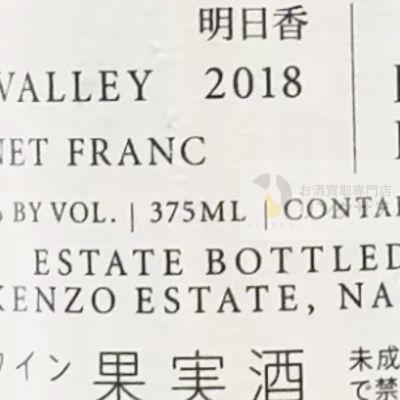 明日香
VALLEY 2018
NET FRANC
お酒買取専門店
BY VOL. | 375ML | CONTA
ESTATE BOTTLED
KENZO ESTATE, NA
ワイン 果実酒 未成
で禁